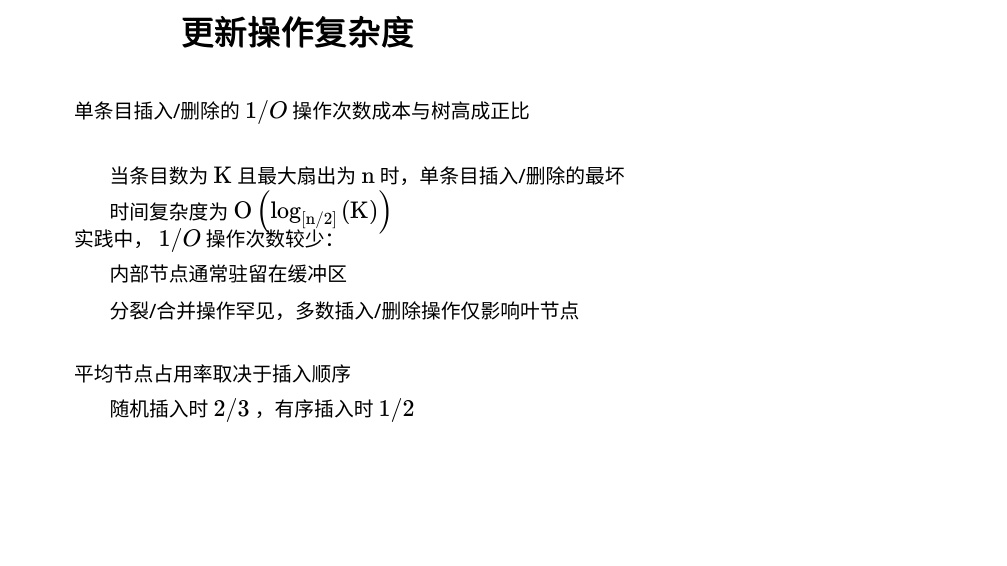 更新操作复杂度
单条目插入/删除的 1/O 操作次数成本与树高成正比
当条目数为 K 且最大扇出为 n 时，单条目插入/删除的最坏
时间复杂度为 O(log_[n/2](K))
实践中， 1/O 操作次数较少：
内部节点通常驻留在缓冲区
分裂/合并操作罕见，多数插入/删除操作仅影响叶节点
平均节点占用率取决于插入顺序
随机插入时 2/3 ，有序插入时 1/2